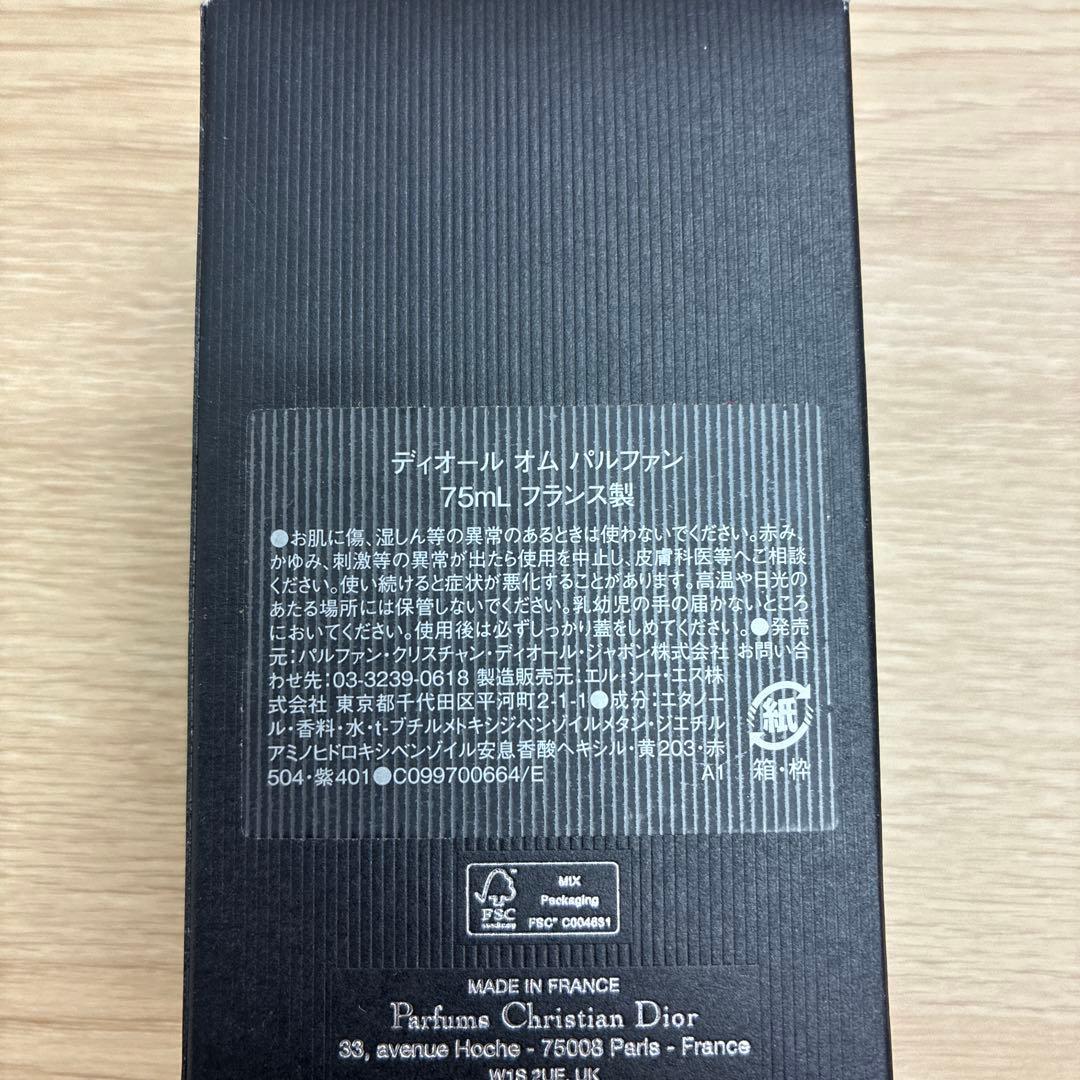 ディオール オム パルファン
75mL フランス製
●お肌に傷、湿しん等の異常のあるときは使わないでください。赤み、
かゆみ、刺激等の異常が出たら使用を中止し、皮膚科医等へご相談
ください。使い続けると症状が悪化することがあります。高温や日光の
あたる場所には保管しないでください。乳幼児の手の届かないところ
においてください。使用後は必ずしっかり蓋をしめてください。●発売
元:パルファン・クリスチャン・ディオール・ジャポン株式会社 お問い合
わせ先:03-3239-0618 製造販売元:エル・シー・エス株
式会社 東京都千代田区平河町2-1-1●成分:エタノー
ル・香料・水・t-ブチルメトキシジベンゾイルメタン・ジエチル
アミノヒドロキシベンゾイル安息香酸ヘキシル・黄203・赤
504・紫401●C099700664/E A1
紙
箱・枠
MIX
Packaging
FSC® C004631
FSC
MADE IN FRANCE
Parfums Christian Dior
33, avenue Hoche - 75008 Paris - France
W1S 2UF, UK